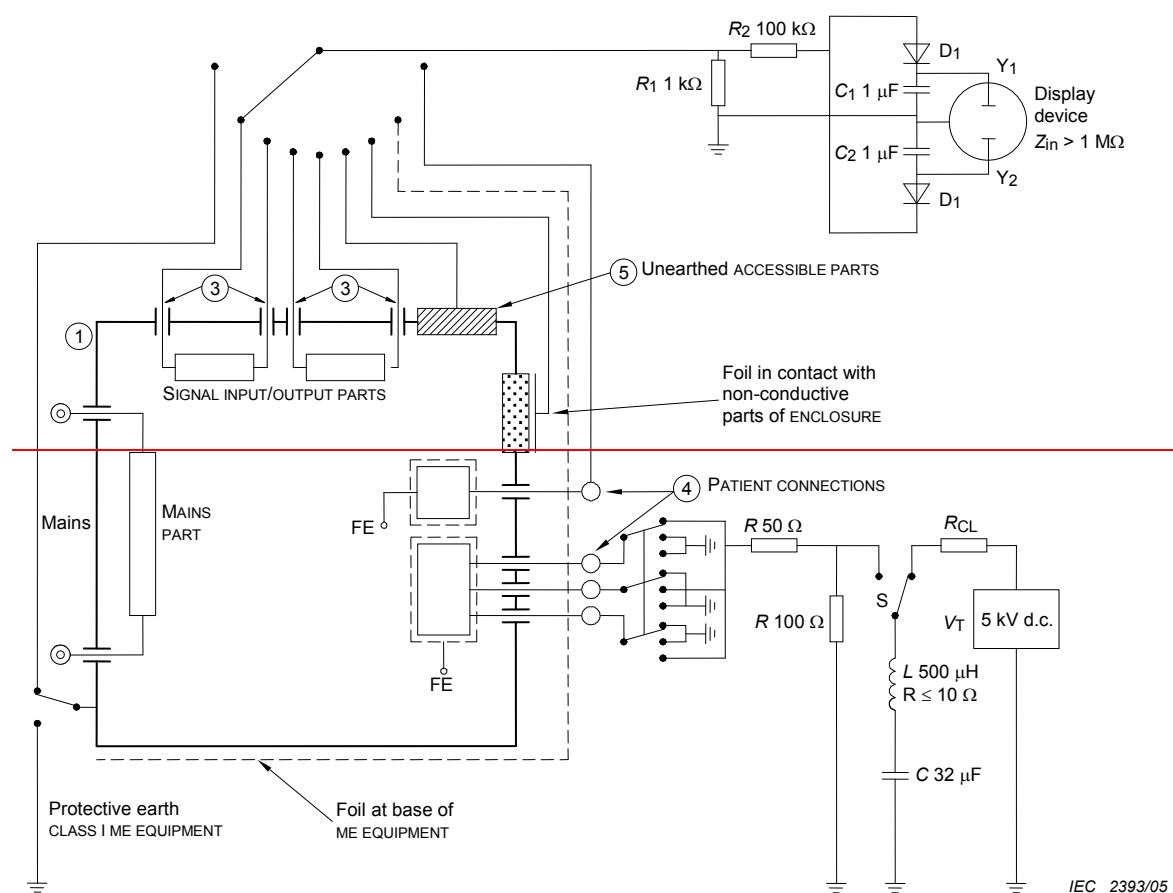 R2 100 kΩ
D1
Y1
R1 1 kΩ
C1 1 µF
Display
device
Zin > 1 MΩ
C2 1 µF
Y2
D1
5 Unearthed ACCESSIBLE PARTS
3
3
1
SIGNAL INPUT/OUTPUT PARTS
Foil in contact with
non-conductive
parts of ENCLOSURE
4 PATIENT CONNECTIONS
Mains
MAINS
PART
FE
R 50 Ω
RCL
S
R 100 Ω
VT
5 kV d.c.
L 500 µH
R ≤ 10 Ω
FE
C 32 µF
Protective earth
CLASS I ME EQUIPMENT
Foil at base of
ME EQUIPMENT
IEC 2393/05